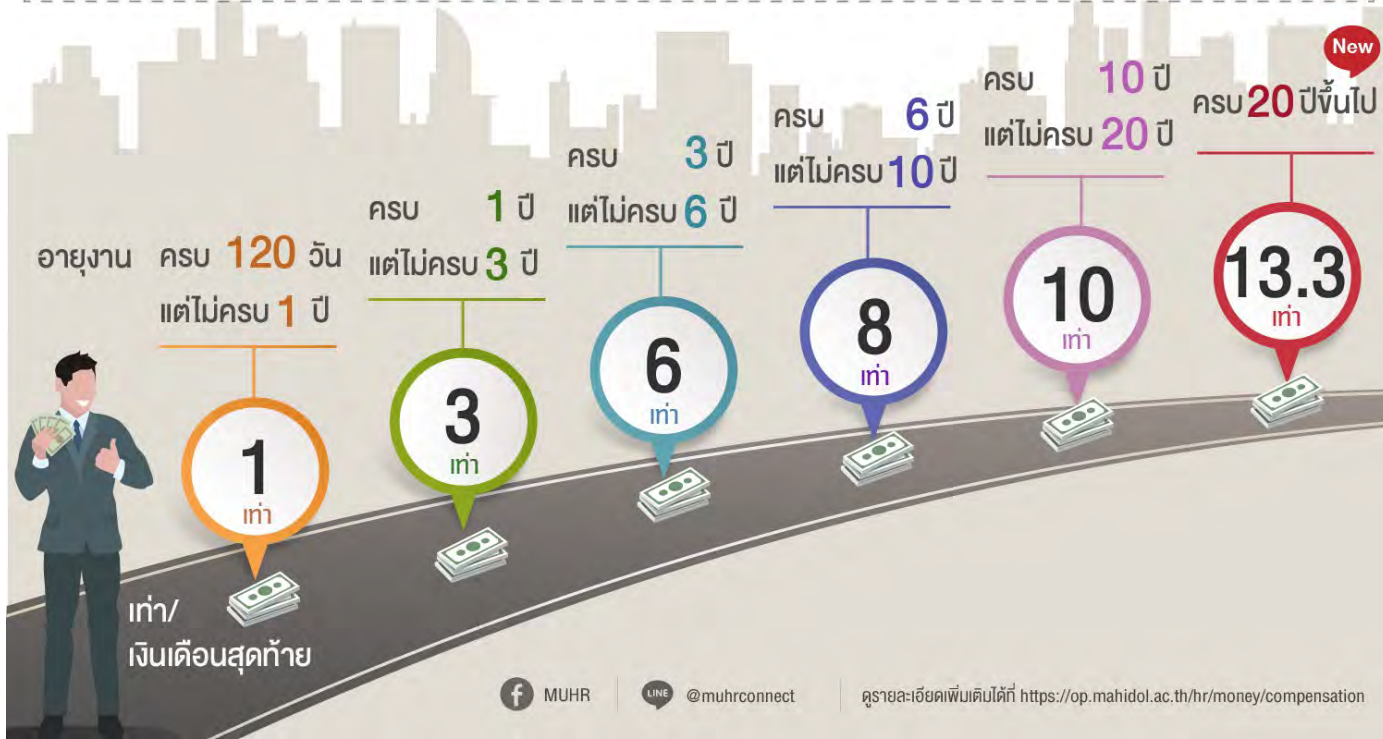 New
อายุงาน
ครบ 120 วัน
แต่ไม่ครบ 1 ปี
1
เท่า
ครบ 1 ปี
แต่ไม่ครบ 3 ปี
3
เท่า
ครบ 3 ปี
แต่ไม่ครบ 6 ปี
6
เท่า
ครบ 6 ปี
แต่ไม่ครบ 10 ปี
8
เท่า
ครบ 10 ปี
แต่ไม่ครบ 20 ปี
10
เท่า
ครบ 20 ปีขึ้นไป
13.3
เท่า
เท่า/
เงินเดือนสุดท้าย
f MUHR
LINE @muhrconnect
ดูรายละเอียดเพิ่มเติมได้ที่ https://op.mahidol.ac.th/hr/money/compensation